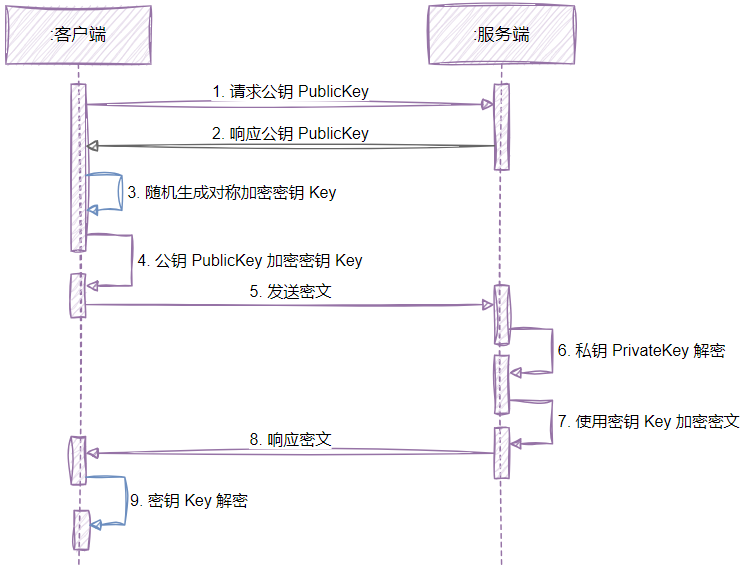 :客户端
:服务端
1. 请求公钥 PublicKey
2. 响应公钥 PublicKey
3. 随机生成对称加密密钥 Key
4. 公钥 PublicKey 加密密钥 Key
5. 发送密文
6. 私钥 PrivateKey 解密
7. 使用密钥 Key 加密密文
8. 响应密文
9. 密钥 Key 解密